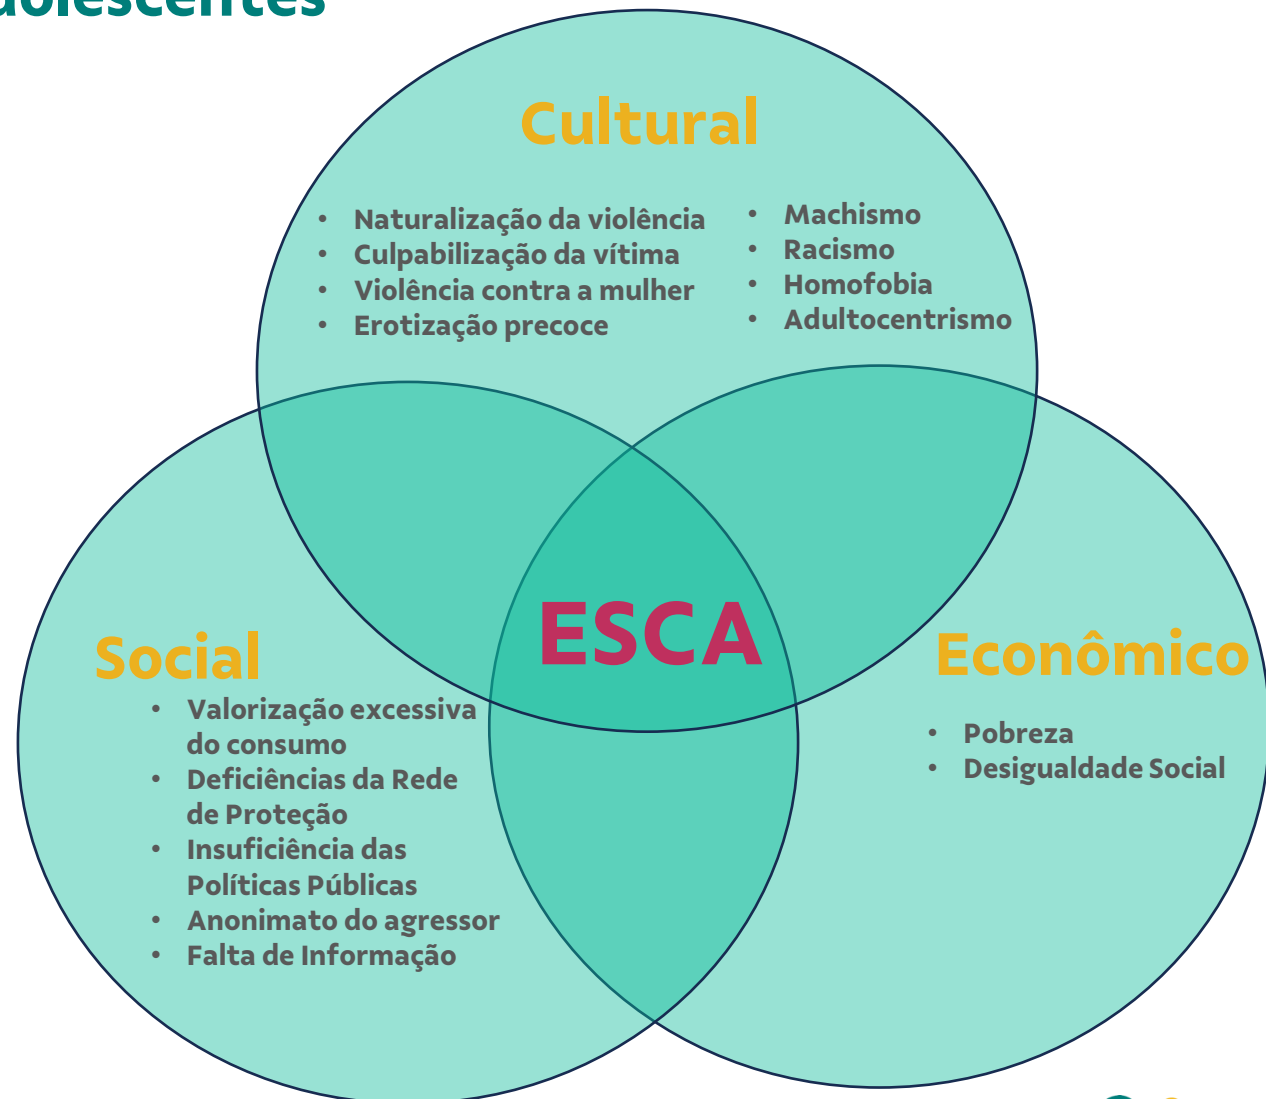 dolescentes
Cultural
• Naturalização da violência
• Culpabilização da vítima
• Violência contra a mulher
• Erotização precoce
• Machismo
• Racismo
• Homofobia
• Adultocentrismo
ESCA
Social
• Valorização excessiva
do consumo
• Deficiências da Rede
de Proteção
• Insuficiência das
Políticas Públicas
• Anonimato do agressor
• Falta de Informação
Econômico
• Pobreza
• Desigualdade Social